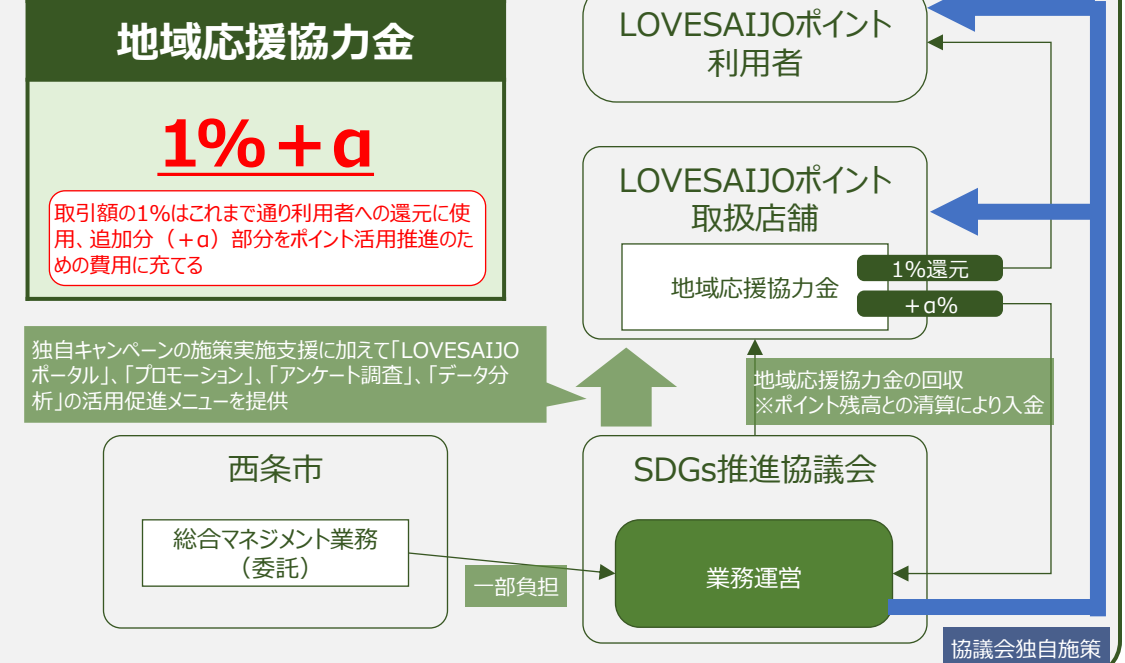 地域応援協力金
1%+α
取引額の1%はこれまで通り利用者への還元に使
用、追加分（+α）部分をポイント活用推進のた
めの費用に充てる
LOVESAIJOポイント
利用者
LOVESAIJOポイント
取扱店舗
地域応援協力金
1%還元
+α%
独自キャンペーンの施策実施支援に加えて「LOVESAIJO
ポータル」、「プロモーション」、「アンケート調査」、「データ分
析」の活用促進メニューを提供
地域応援協力金の回収
※ポイント残高との清算により入金
西条市
総合マネジメント業務
（委託）
一部負担
SDGs推進協議会
業務運営
協議会独自施策